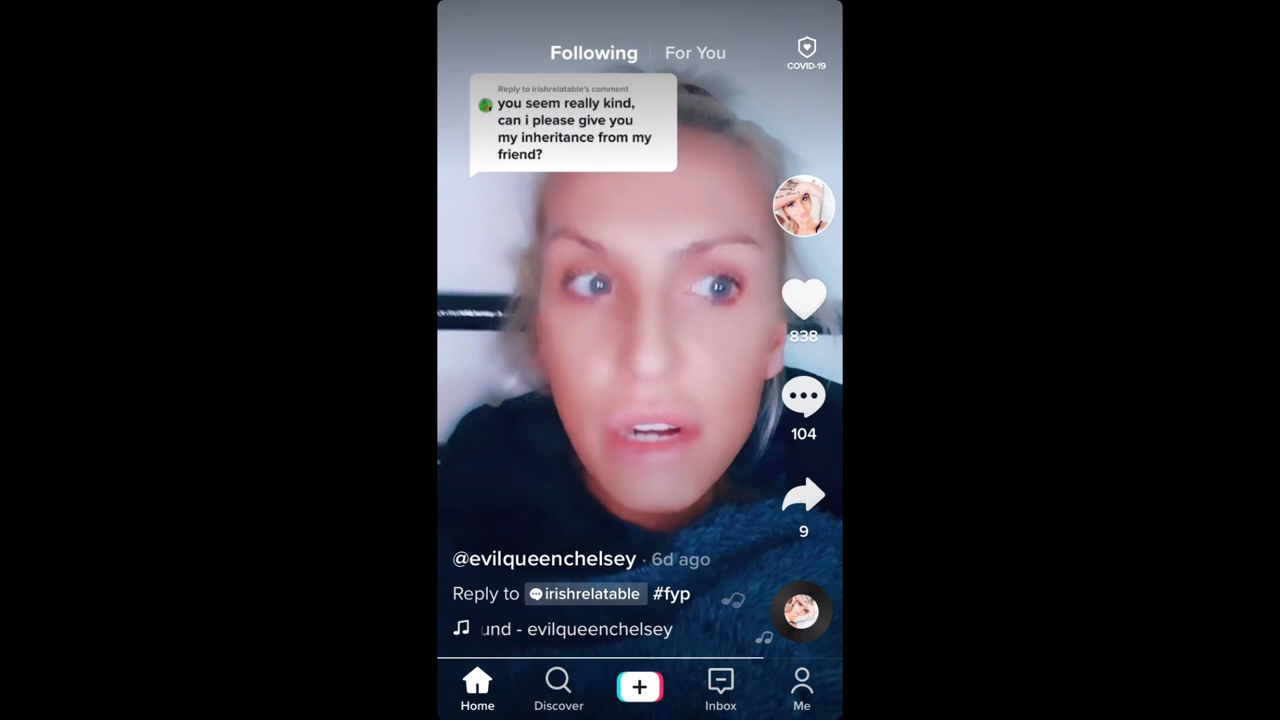 Following
For You
COVID-19
Reply to irishrelatable's comment
you seem really kind,
can i please give you
my inheritance from my
friend?
838
104
9
@evilqueenchelsey · 6d ago
Reply to irishrelatable #fyp
und - evilqueenchelsey
Home
Discover
Inbox
Me